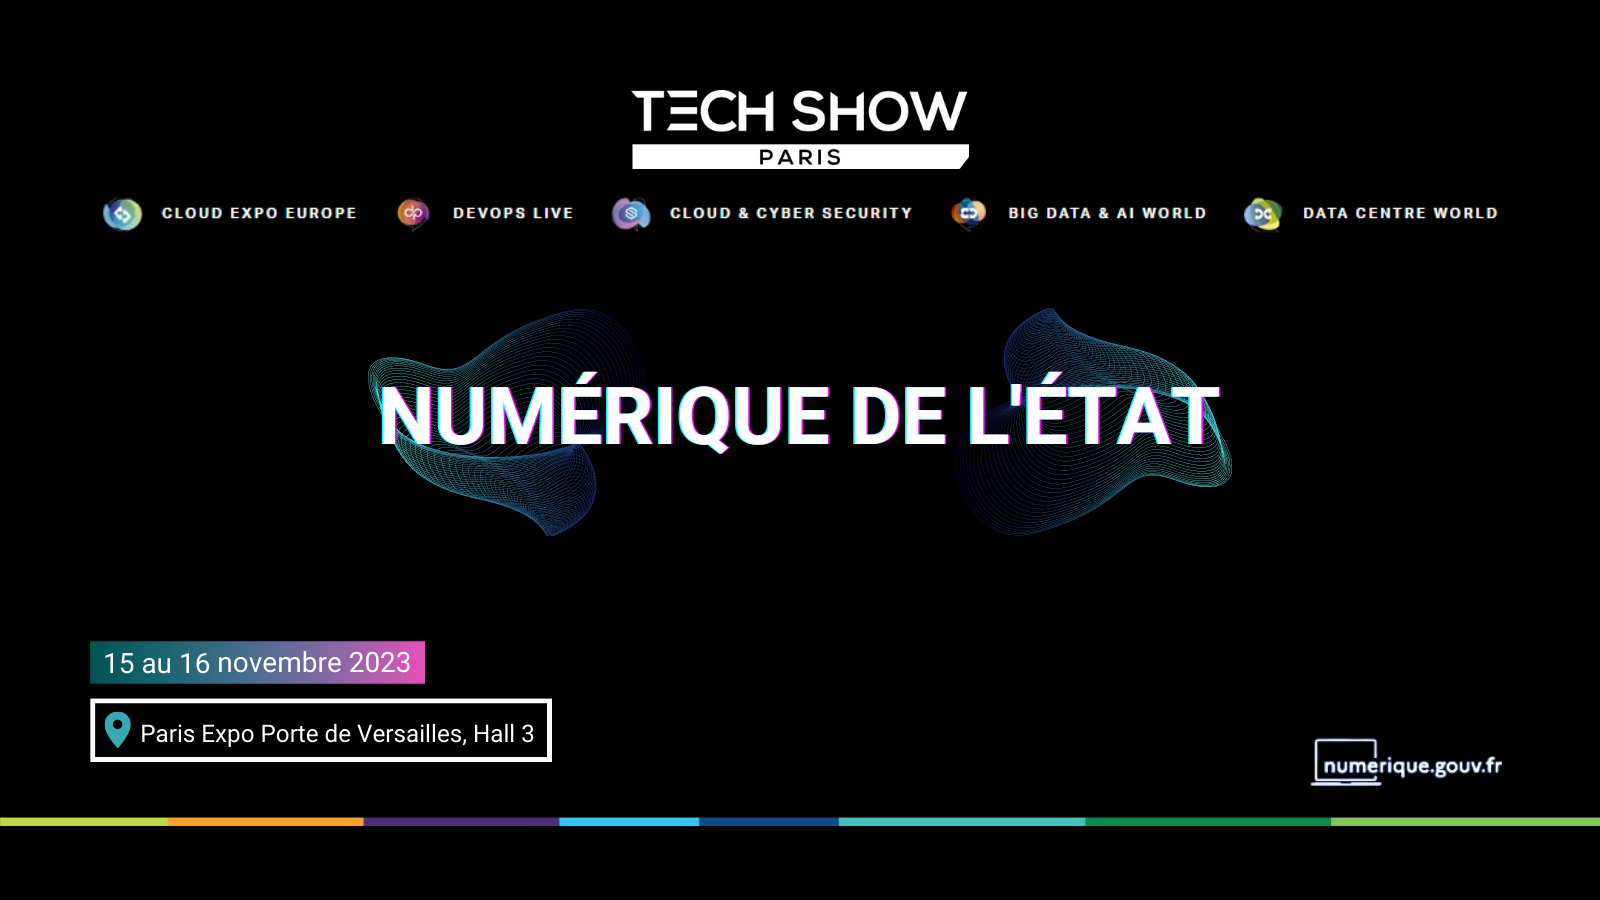 TECH SHOW
PARIS
CLOUD EXPO EUROPE DEVOPS LIVE CLOUD & CYBER SECURITY BIG DATA & AI WORLD DATA CENTRE WORLD
NUMÉRIQUE DE L'ÉTAT
15 au 16 novembre 2023
Paris Expo Porte de Versailles, Hall 3
numerique.gouv.fr